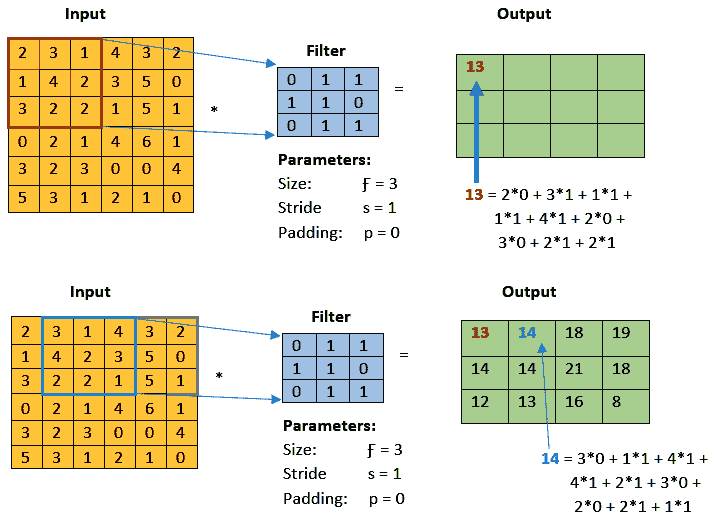 Input
Output
2 3 1 4 3 2
1 4 2 3 5 0
3 2 2 1 5 1
0 2 1 4 6 1
3 2 3 0 0 4
5 3 1 2 1 0
*
Filter
0 1 1
1 1 0
0 1 1
=
13
Parameters:
Size: Ƒ = 3
Stride s = 1
Padding: p = 0
13 = 2*0 + 3*1 + 1*1 +
1*1 + 4*1 + 2*0 +
3*0 + 2*1 + 2*1
Input
Output
2 3 1 4 3 2
1 4 2 3 5 0
3 2 2 1 5 1
0 2 1 4 6 1
3 2 3 0 0 4
5 3 1 2 1 0
*
Filter
0 1 1
1 1 0
0 1 1
=
13 14 18 19
14 14 21 18
12 13 16 8
Parameters:
Size: Ƒ = 3
Stride s = 1
Padding: p = 0
14 = 3*0 + 1*1 + 4*1 +
4*1 + 2*1 + 3*0 +
2*0 + 2*1 + 1*1